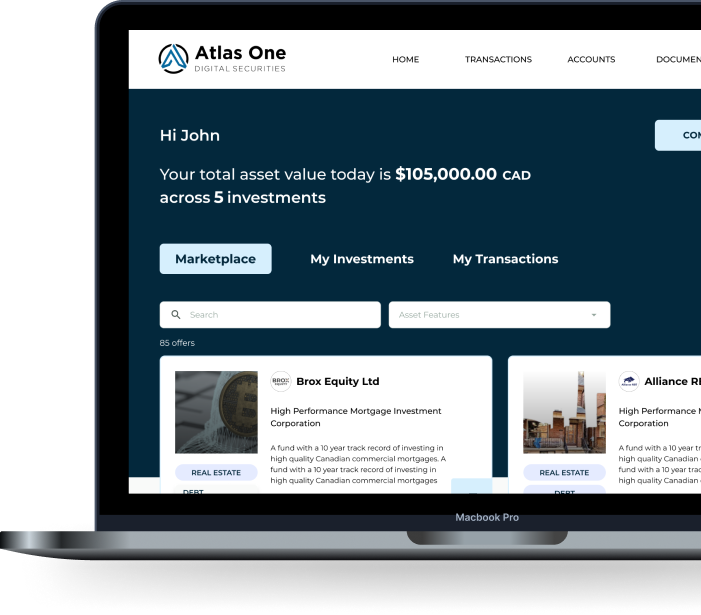 Atlas One
DIGITAL SECURITIES
HOME TRANSACTIONS ACCOUNTS DOCUMEN
Hi John
COM
Your total asset value today is $105,000.00 CAD
across 5 investments
Marketplace My Investments My Transactions
Search Asset Features
85 offers
BROX
EQUITY
Brox Equity Ltd
High Performance Mortgage Investment
Corporation
A fund with a 10 year track record of investing in
high quality Canadian commercial mortgages. A
fund with a 10 year track record of investing in
high quality Canadian commercial mortgages
REAL ESTATE
DEBT
Alliance RE
High Performance M
Corporation
A fund with a 10 year tr
high quality Canadian
fund with a 10 year trac
high quality Canadian
REAL ESTATE
DEBT
Macbook Pro